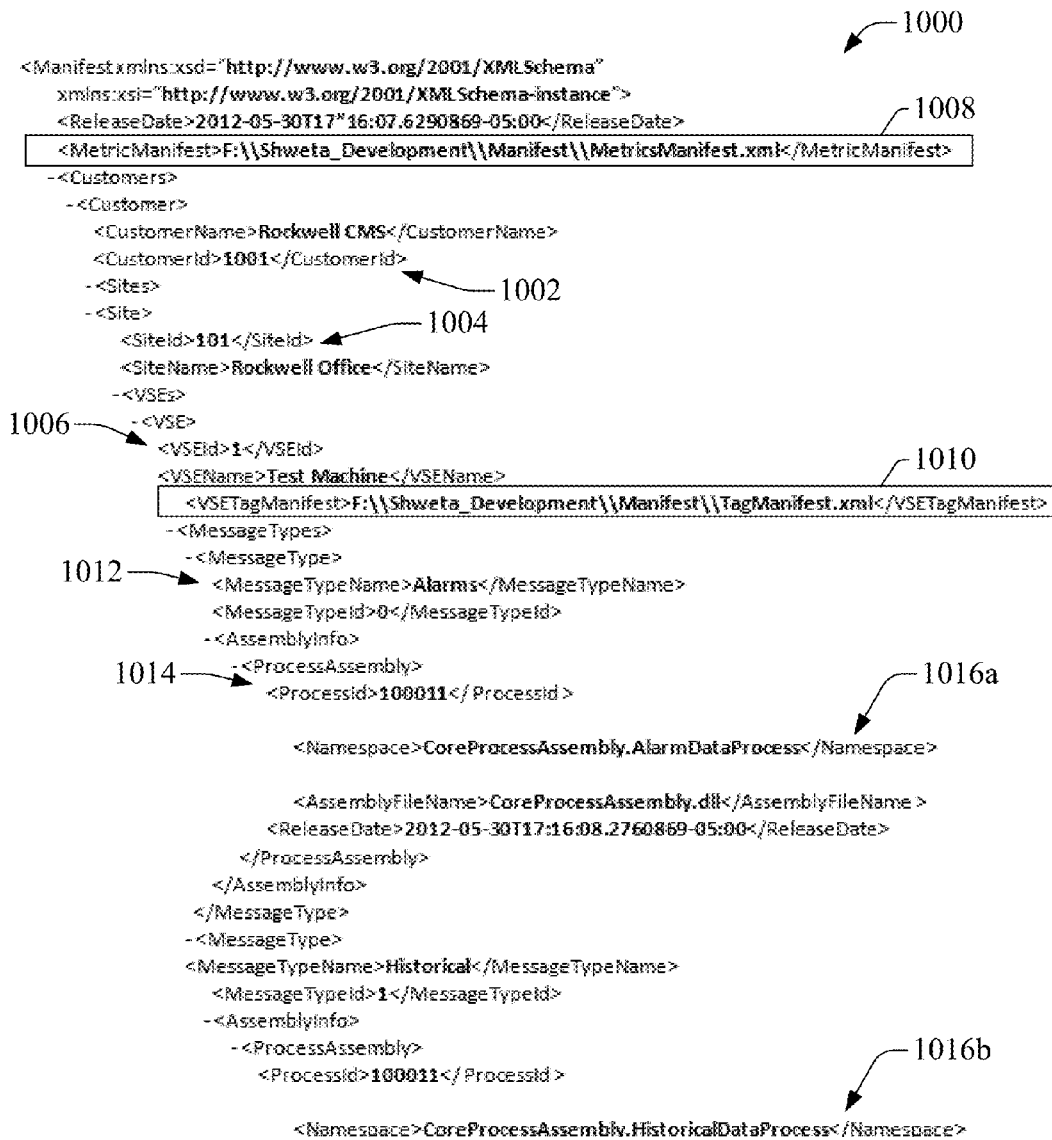 1000
<Manifest xmlns:xsd="http://www.w3.org/2001/XMLSchema"
xmlns:xsi="http://www.w3.org/2001/XMLSchema-instance">
1008
<ReleaseDate>2012-05-30T17"16:07.6290869-05:00</ReleaseDate>
<MetricManifest>F:\\Shweta_Development\\Manifest\\MetricsManifest.xml</MetricManifest>
-<Customers>
-<Customer>
<CustomerName>Rockwell CMS</CustomerName>
<CustomerId>1001</CustomerId>
1002
-<Sites>
-<Site>
1004
<SiteId>101</SiteId>
<SiteName>Rockwell Office</SiteName>
-<VSEs>
-<VSE>
1006
<VSEId>1</VSEId>
1010
<VSEName>Test Machine</VSEName>
<VSETagManifest>F:\\Shweta_Development\\Manifest\\TagManifest.xml</VSETagManifest>
-<MessageTypes>
-<MessageType>
1012
<MessageTypeName>Alarms</MessageTypeName>
<MessageTypeId>0</MessageTypeId>
-<AssemblyInfo>
-<ProcessAssembly>
1014
1016a
<ProcessId>100011</ ProcessId >
<Namespace>CoreProcessAssembly.AlarmDataProcess</Namespace>
<AssemblyFileName>CoreProcessAssembly.dll</AssemblyFileName >
<ReleaseDate>2012-05-30T17:16:08.2760869-05:00</ReleaseDate>
</ProcessAssembly>
</AssemblyInfo>
</MessageType>
-<MessageType>
<MessageTypeName>Historical</MessageTypeName>
<MessageTypeId>1</MessageTypeId>
-<AssemblyInfo>
-<ProcessAssembly>
1016b
<ProcessId>100011</ ProcessId >
<Namespace>CoreProcessAssembly.HistoricalDataProcess</Namespace>